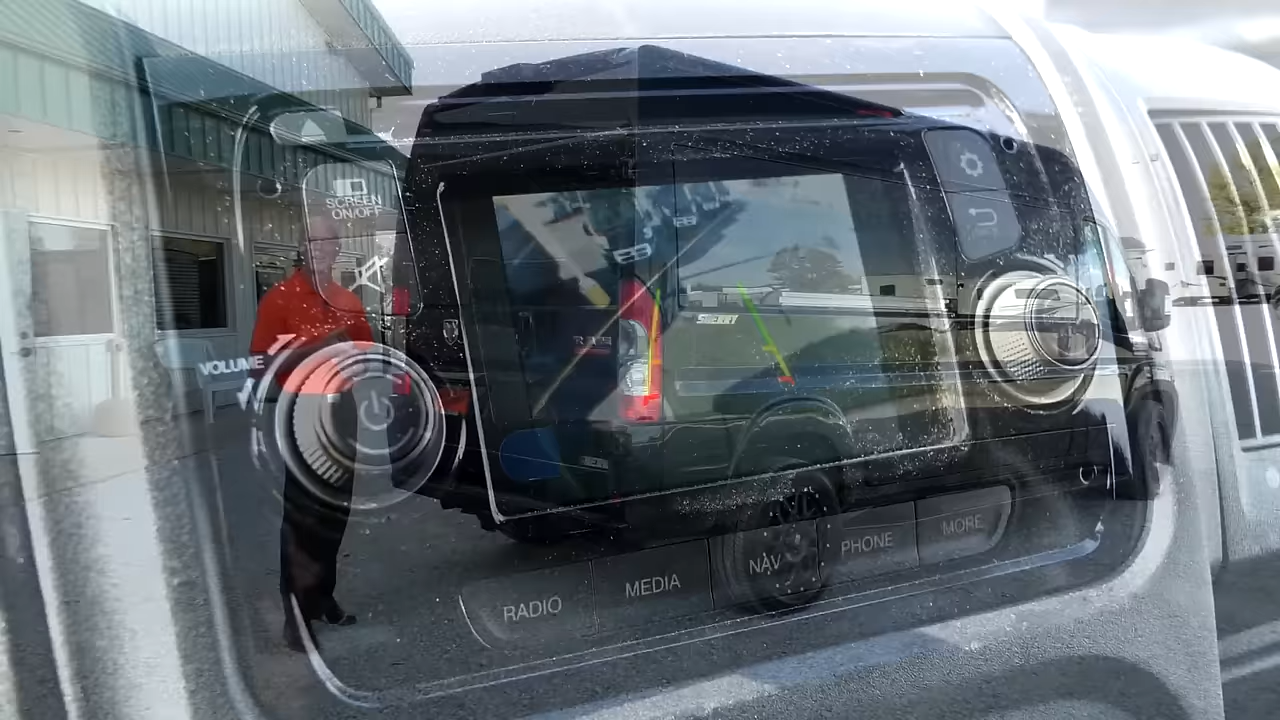 SCREEN
ON/OFF
VOLUME
RADIO
MEDIA
NAV
PHONE
MORE